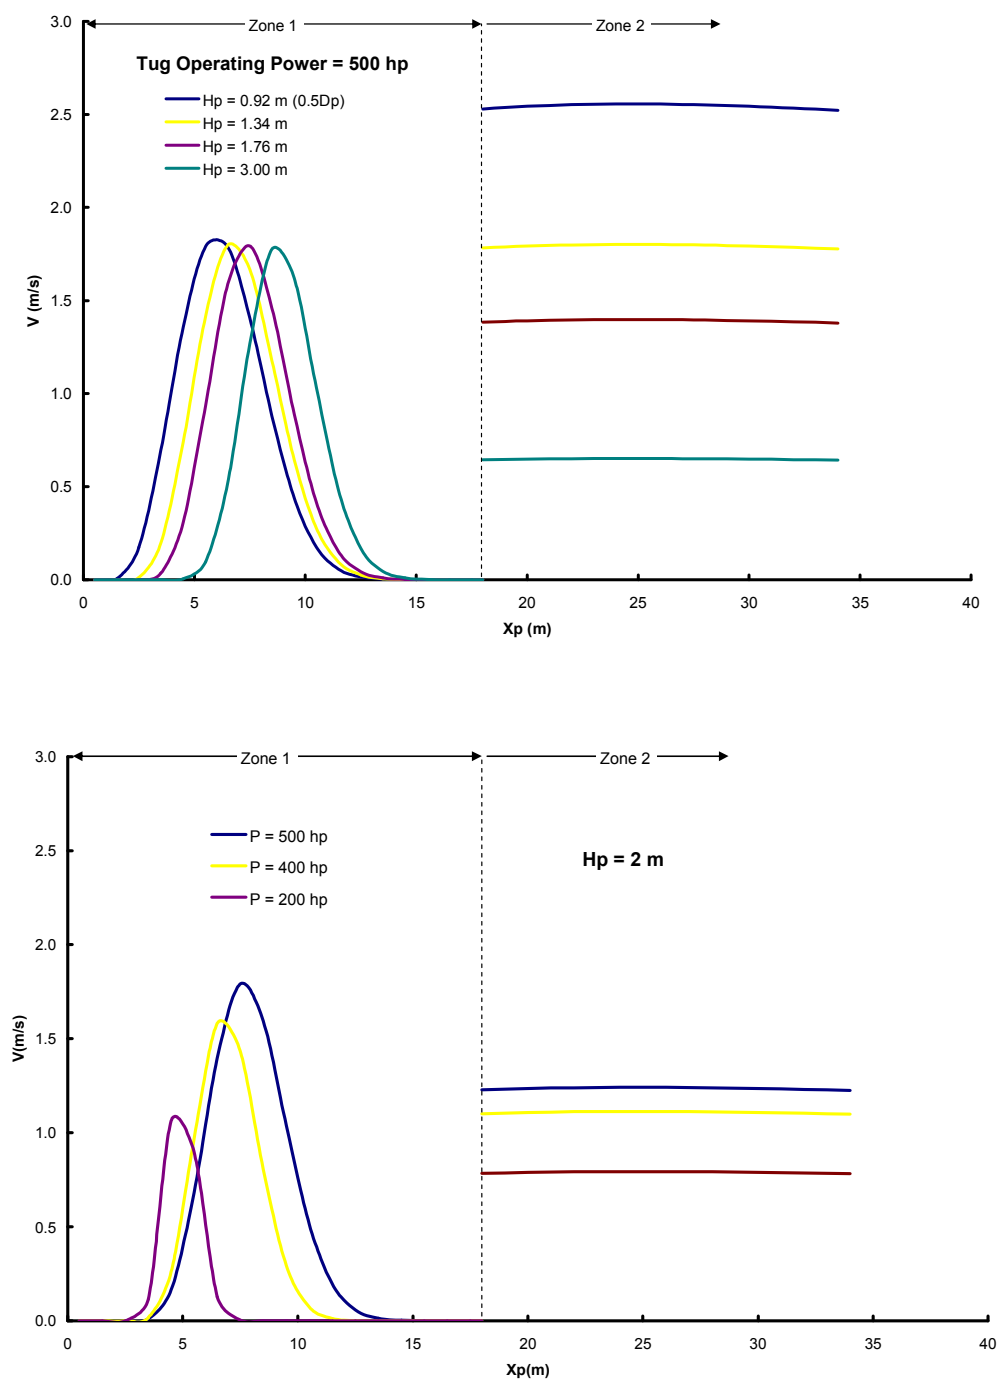 3.0
Zone 1
Zone 2
Tug Operating Power = 500 hp
Hp = 0.92 m (0.5Dp)
Hp = 1.34 m
Hp = 1.76 m
Hp = 3.00 m
2.5
2.0
1.5
1.0
0.5
0.0
V (m/s)
0 5 10 15 20 25 30 35 40
Xp (m)
3.0
Zone 1
Zone 2
P = 500 hp
P = 400 hp
P = 200 hp
Hp = 2 m
2.5
2.0
1.5
1.0
0.5
0.0
V(m/s)
0 5 10 15 20 25 30 35 40
Xp(m)